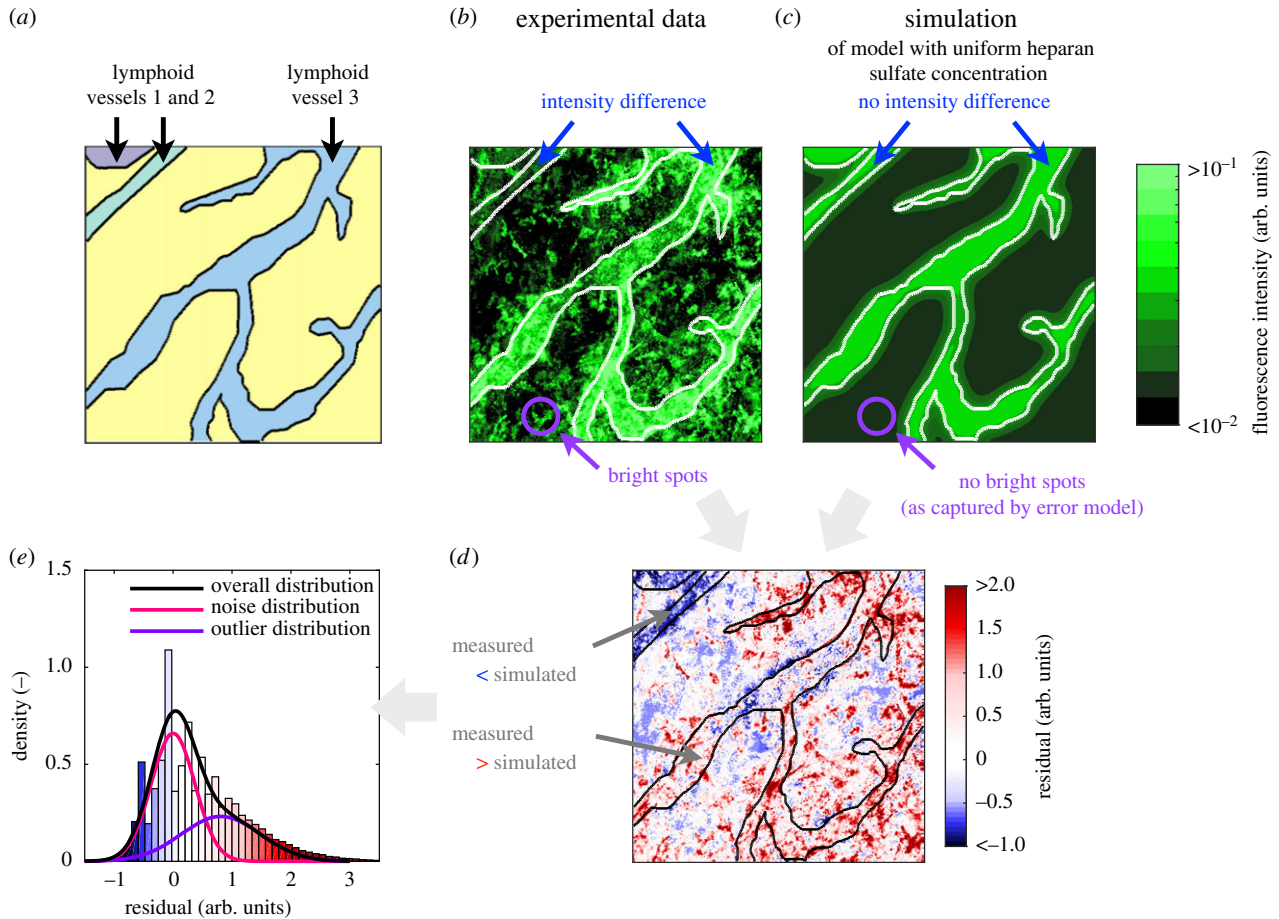 (a)
lymphoid
vessels 1 and 2
lymphoid
vessel 3
(b)
experimental data
intensity difference
bright spots
(c)
simulation
of model with uniform heparan
sulfate concentration
no intensity difference
no bright spots
(as captured by error model)
>10⁻¹
<10⁻²
fluorescence intensity (arb. units)
(d)
measured
< simulated
measured
> simulated
>2.0
1.5
1.0
0.5
0
−0.5
<−1.0
residual (arb. units)
(e)
1.5
1.0
0.5
0
density (–)
overall distribution
noise distribution
outlier distribution
−1 0 1 2 3
residual (arb. units)